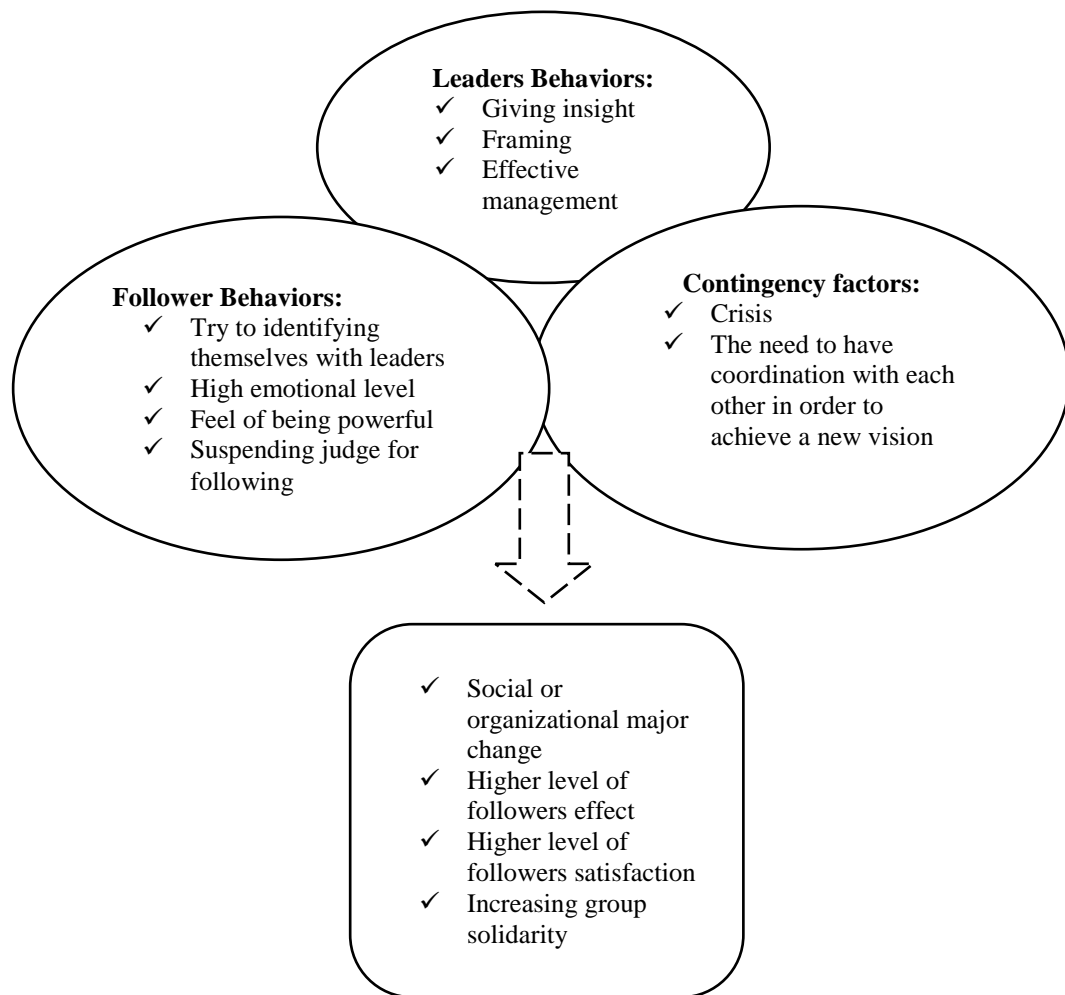 Leaders Behaviors:
✓ Giving insight
✓ Framing
✓ Effective
management
Follower Behaviors:
✓ Try to identifying
themselves with leaders
✓ High emotional level
✓ Feel of being powerful
✓ Suspending judge for
following
Contingency factors:
✓ Crisis
✓ The need to have
coordination with each
other in order to
achieve a new vision
✓ Social or
organizational major
change
✓ Higher level of
followers effect
✓ Higher level of
followers satisfaction
✓ Increasing group
solidarity